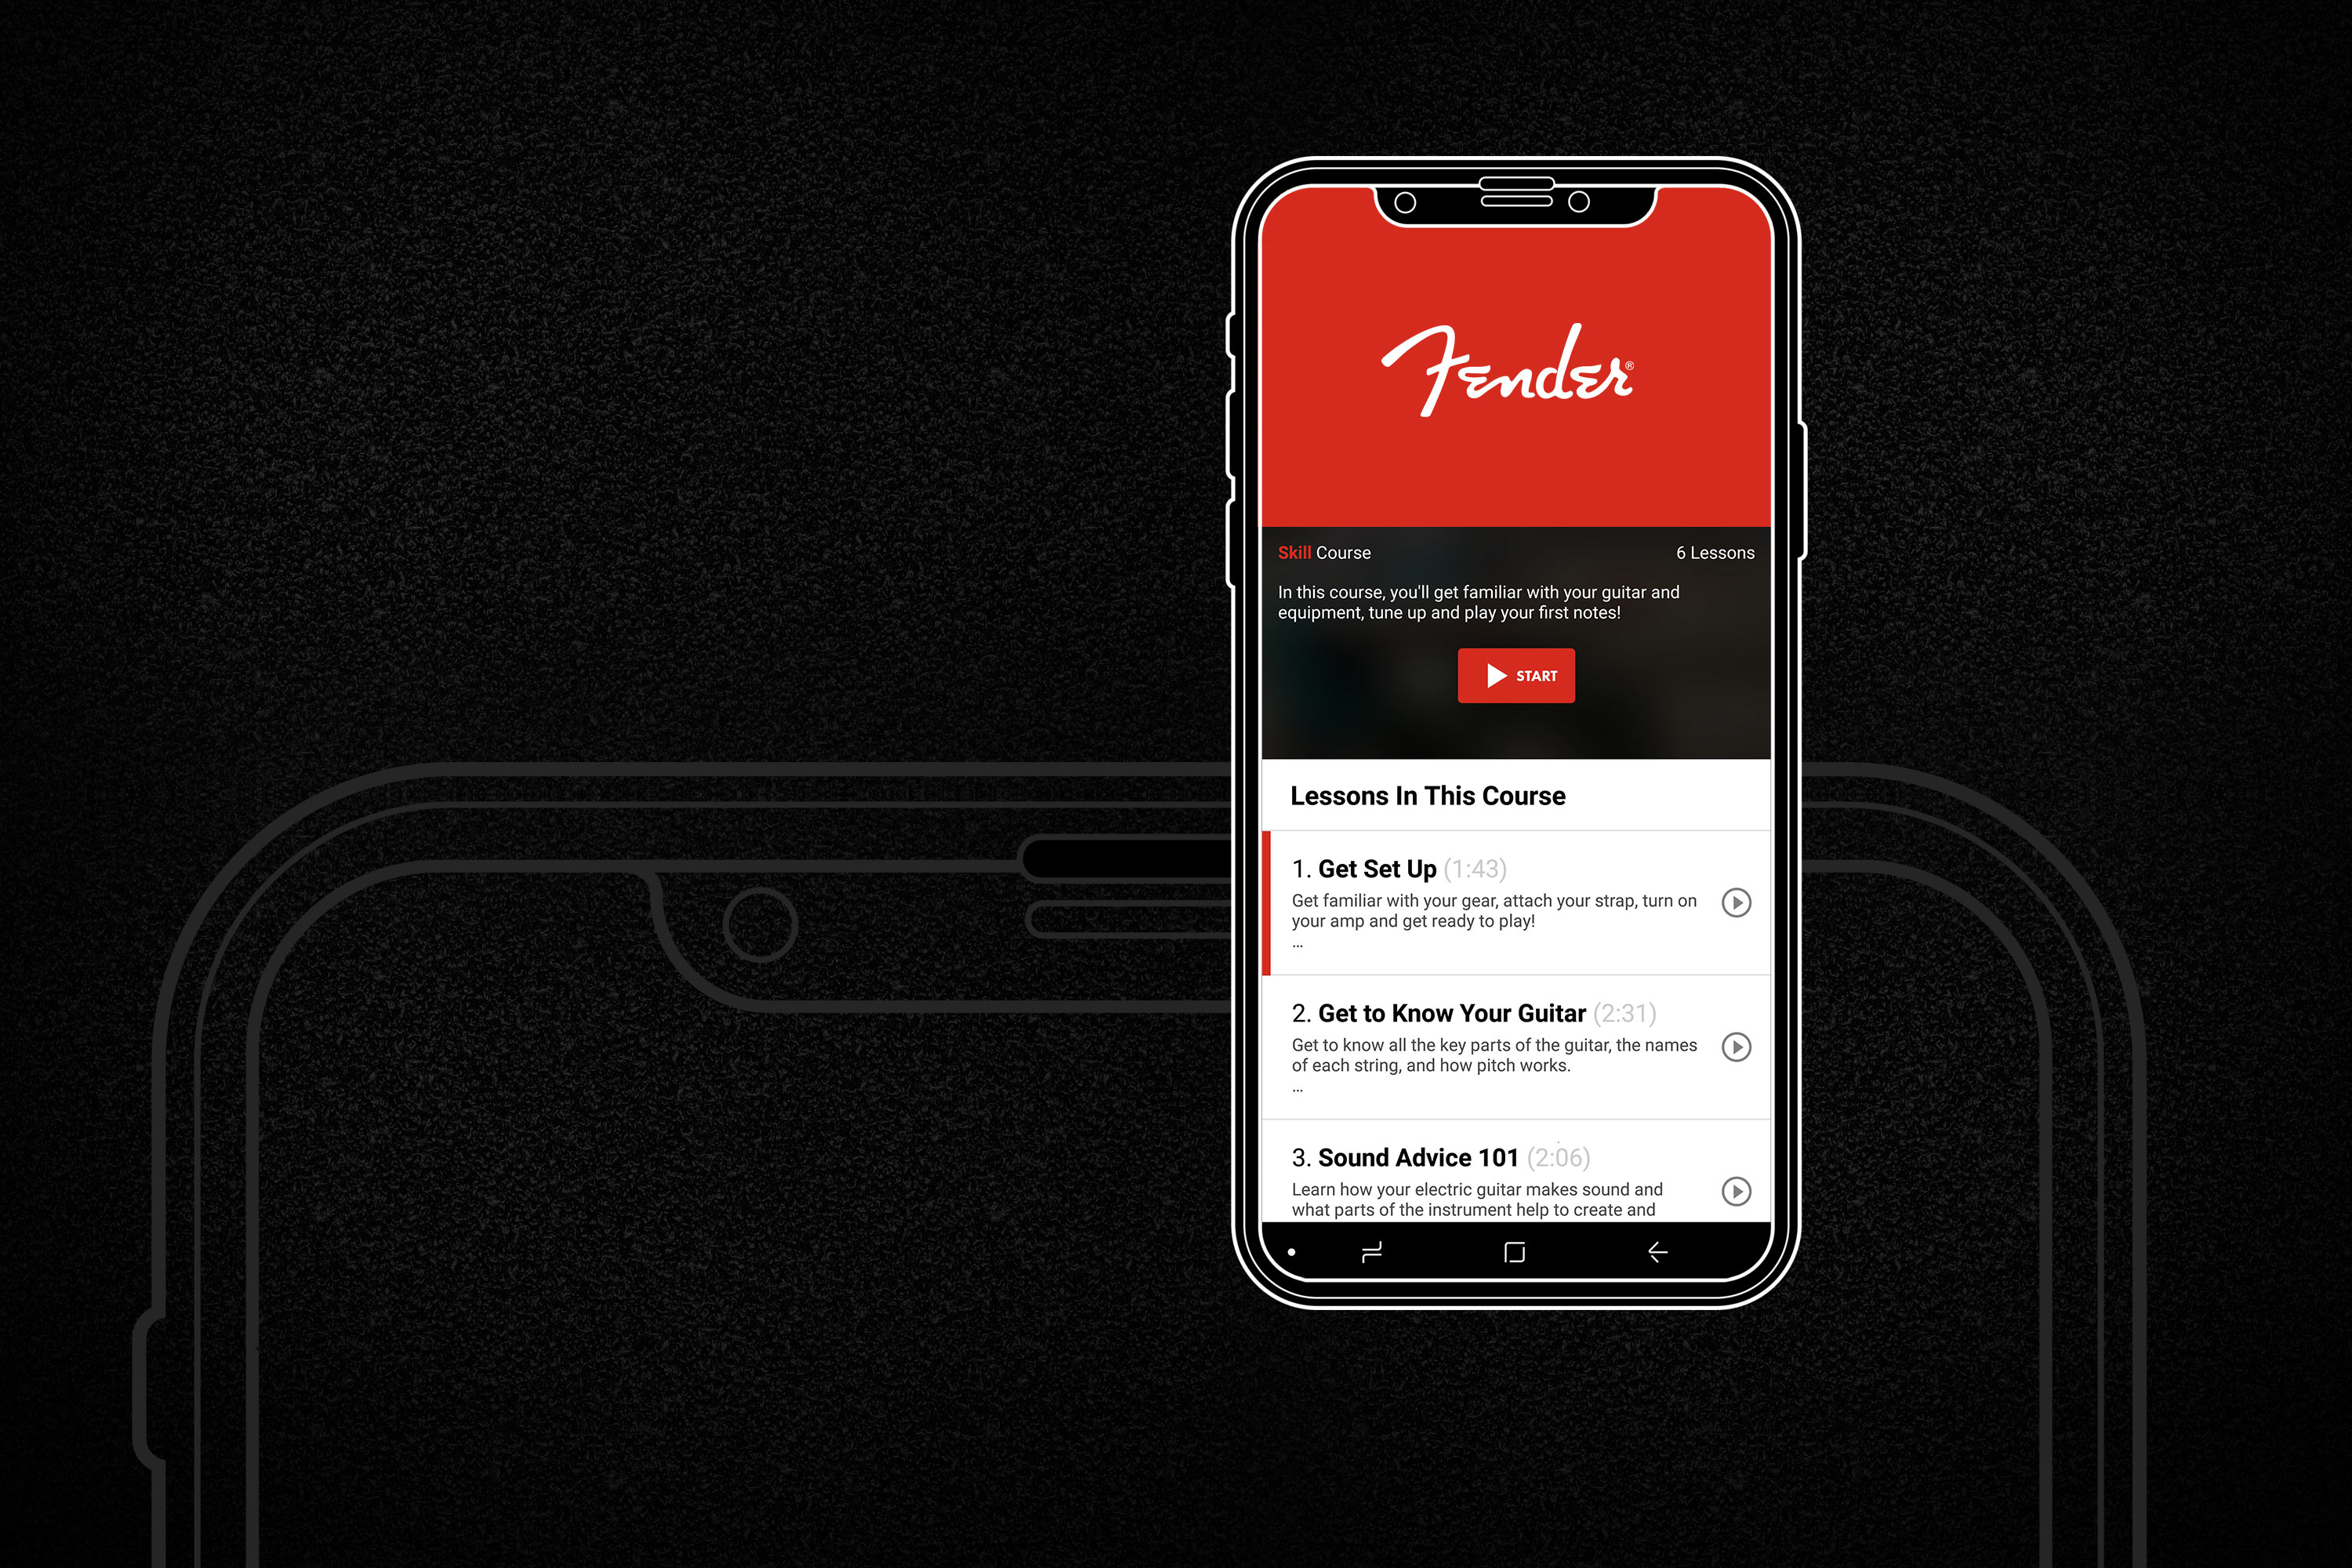 Fender®
Skill Course
6 Lessons
In this course, you'll get familiar with your guitar and
equipment, tune up and play your first notes!
START
Lessons In This Course
1. Get Set Up (1:43)
Get familiar with your gear, attach your strap, turn on
your amp and get ready to play!
...
2. Get to Know Your Guitar (2:31)
Get to know all the key parts of the guitar, the names
of each string, and how pitch works.
...
3. Sound Advice 101 (2:06)
Learn how your electric guitar makes sound and
what parts of the instrument help to create and